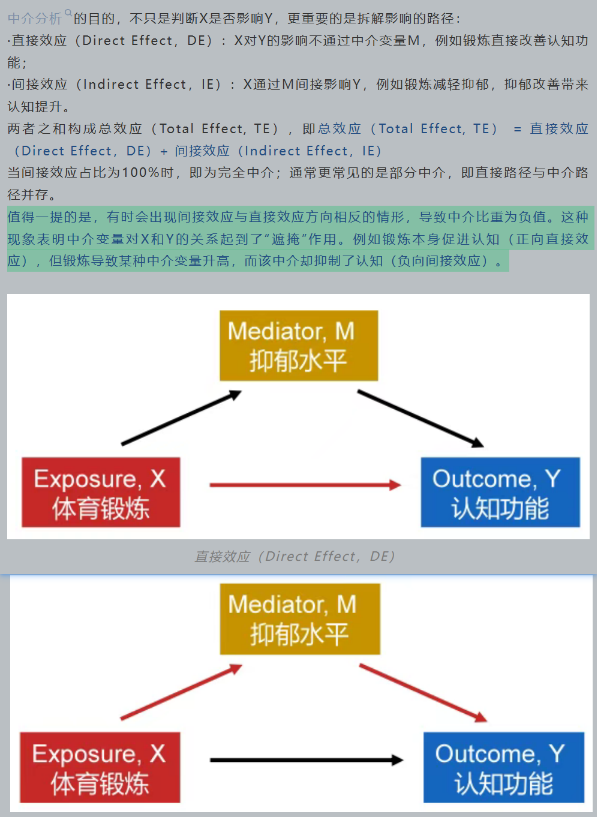 中介分析的目的，不只是判断X是否影响Y，更重要的是拆解影响的路径：
·直接效应（Direct Effect，DE）：X对Y的影响不通过中介变量M，例如锻炼直接改善认知功
能；
·间接效应（Indirect Effect，IE）：X通过M间接影响Y，例如锻炼减轻抑郁，抑郁改善带来
认知提升。
两者之和构成总效应（Total Effect, TE），即总效应（Total Effect, TE） = 直接效应
（Direct Effect，DE）+ 间接效应（Indirect Effect，IE）
当间接效应占比为100%时，即为完全中介；通常更常见的是部分中介，即直接路径与中介路
径并存。
值得一提的是，有时会出现间接效应与直接效应方向相反的情形，导致中介比重为负值。这种
现象表明中介变量对X和Y的关系起到了“遮掩”作用。例如锻炼本身促进认知（正向直接效
应），但锻炼导致某种中介变量升高，而该中介却抑制了认知（负向间接效应）。
Mediator, M
抑郁水平
Exposure, X
体育锻炼
Outcome, Y
认知功能
直接效应（Direct Effect，DE）
Mediator, M
抑郁水平
Exposure, X
体育锻炼
Outcome, Y
认知功能